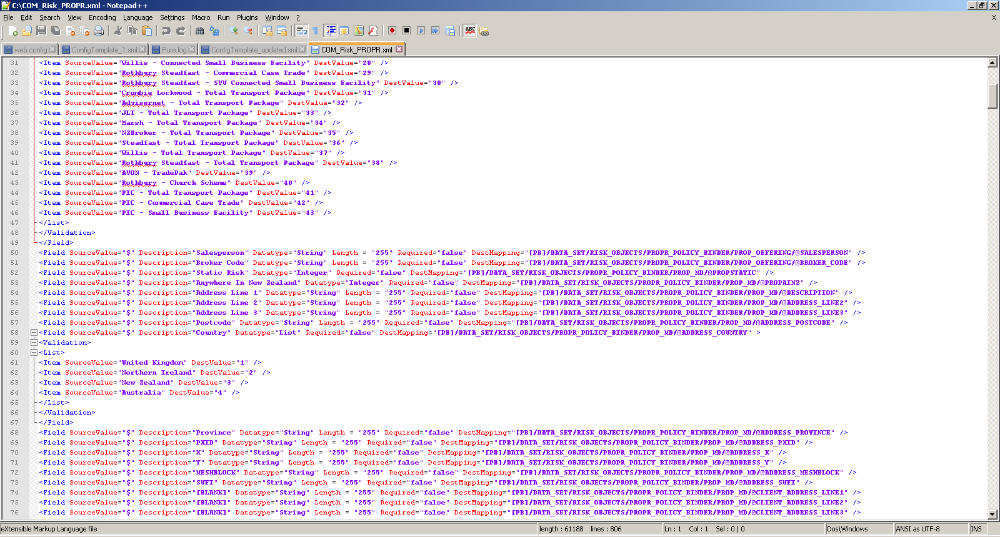 C:\COM_Risk_PROPR.xml - Notepad++
File Edit Search View Encoding Language Settings Macro Run Plugins Window ? X
ABC
web.config ConfigTemplate_1.xml Pure.log ConfigTemplate_updated.xml COM_Risk_PROPR.xml
31 <Item SourceValue="Willis - Connected Small Business Facility" DestValue="28" />
32 <Item SourceValue="Rothbury Steadfast - Commercial Case Trade" DestValue="29" />
33 <Item SourceValue="Rothbury Steadfast - SVU Connected Small Business Facility" DestValue="30" />
34 <Item SourceValue="Crombie Lockwood - Total Transport Package" DestValue="31" />
35 <Item SourceValue="Advisernet - Total Transport Package" DestValue="32" />
36 <Item SourceValue="JLT - Total Transport Package" DestValue="33" />
37 <Item SourceValue="Marsh - Total Transport Package" DestValue="34" />
38 <Item SourceValue="NZBroker - Total Transport Package" DestValue="35" />
39 <Item SourceValue="Steadfast - Total Transport Package" DestValue="36" />
40 <Item SourceValue="Willis - Total Transport Package" DestValue="37" />
41 <Item SourceValue="Rothbury Steadfast - Total Transport Package" DestValue="38" />
42 <Item SourceValue="AVON - TradePak" DestValue="39" />
43 <Item SourceValue="Rothbury - Church Scheme" DestValue="40" />
44 <Item SourceValue="PIC - Total Transport Package" DestValue="41" />
45 <Item SourceValue="PIC - Commercial Case Trade" DestValue="42" />
46 <Item SourceValue="PIC - Small Business Facility" DestValue="43" />
47 </List>
48 </Validation>
49 </Field>
50 <Field SourceValue="$" Description="Salesperson" Datatype="String" Length = "255" Required="false" DestMapping="[PB]/DATA_SET/RISK_OBJECTS/PROPR_POLICY_BINDER/PROP_OFFERING/@SALESPERSON" />
51 <Field SourceValue="$" Description="Broker Code" Datatype="String" Length = "255" Required="false" DestMapping="[PB]/DATA_SET/RISK_OBJECTS/PROPR_POLICY_BINDER/PROP_OFFERING/@BROKER_CODE" />
52 <Field SourceValue="$" Description="Static Risk" Datatype="Integer" Required="false" DestMapping="[PB]/DATA_SET/RISK_OBJECTS/PROPR_POLICY_BINDER/PROP_MD/@PROPSTATIC" />
53 <Field SourceValue="$" Description="Anywhere In New Zealand" Datatype="Integer" Required="false" DestMapping="[PB]/DATA_SET/RISK_OBJECTS/PROPR_POLICY_BINDER/PROP_MD/@PROPAINZ" />
54 <Field SourceValue="$" Description="Address Line 1" Datatype="String" Length = "255" Required="false" DestMapping="[PB]/DATA_SET/RISK_OBJECTS/PROPR_POLICY_BINDER/PROP_MD/@DESCRIPTION" />
55 <Field SourceValue="$" Description="Address Line 2" Datatype="String" Length = "255" Required="false" DestMapping="[PB]/DATA_SET/RISK_OBJECTS/PROPR_POLICY_BINDER/PROP_MD/@ADDRESS_LINE2" />
56 <Field SourceValue="$" Description="Address Line 3" Datatype="String" Length = "255" Required="false" DestMapping="[PB]/DATA_SET/RISK_OBJECTS/PROPR_POLICY_BINDER/PROP_MD/@ADDRESS_LINE3" />
57 <Field SourceValue="$" Description="Postcode" Datatype="String" Length = "255" Required="false" DestMapping="[PB]/DATA_SET/RISK_OBJECTS/PROPR_POLICY_BINDER/PROP_MD/@ADDRESS_POSTCODE" />
58 <Field SourceValue="$" Description="Country" Datatype="List" Required="false" DestMapping="[PB]/DATA_SET/RISK_OBJECTS/PROPR_POLICY_BINDER/PROP_MD/@ADDRESS_COUNTRY" >
59 <Validation>
60 <List>
61 <Item SourceValue="United Kingdom" DestValue="1" />
62 <Item SourceValue="Northern Ireland" DestValue="2" />
63 <Item SourceValue="New Zealand" DestValue="3" />
64 <Item SourceValue="Australia" DestValue="4" />
65 </List>
66 </Validation>
67 </Field>
68 <Field SourceValue="$" Description="Province" Datatype="String" Length = "255" Required="false" DestMapping="[PB]/DATA_SET/RISK_OBJECTS/PROPR_POLICY_BINDER/PROP_MD/@ADDRESS_PROVINCE" />
69 <Field SourceValue="$" Description="PXID" Datatype="String" Length = "255" Required="false" DestMapping="[PB]/DATA_SET/RISK_OBJECTS/PROPR_POLICY_BINDER/PROP_MD/@ADDRESS_PXID" />
70 <Field SourceValue="$" Description="X" Datatype="String" Length = "255" Required="false" DestMapping="[PB]/DATA_SET/RISK_OBJECTS/PROPR_POLICY_BINDER/PROP_MD/@ADDRESS_X" />
71 <Field SourceValue="$" Description="Y" Datatype="String" Length = "255" Required="false" DestMapping="[PB]/DATA_SET/RISK_OBJECTS/PROPR_POLICY_BINDER/PROP_MD/@ADDRESS_Y" />
72 <Field SourceValue="$" Description="MESHBLOCK" Datatype="String" Length = "255" Required="false" DestMapping="[PB]/DATA_SET/RISK_OBJECTS/PROPR_POLICY_BINDER/PROP_MD/@ADDRESS_MESHBLOCK" />
73 <Field SourceValue="$" Description="SUFI" Datatype="String" Length = "255" Required="false" DestMapping="[PB]/DATA_SET/RISK_OBJECTS/PROPR_POLICY_BINDER/PROP_MD/@ADDRESS_SUFI" />
74 <Field SourceValue="$" Description="[BLANK]" Datatype="String" Length = "255" Required="false" DestMapping="[PB]/DATA_SET/RISK_OBJECTS/PROPR_POLICY_BINDER/PROP_MD/@CLIENT_ADDRESS_LINE1" />
75 <Field SourceValue="$" Description="[BLANK]" Datatype="String" Length = "255" Required="false" DestMapping="[PB]/DATA_SET/RISK_OBJECTS/PROPR_POLICY_BINDER/PROP_MD/@CLIENT_ADDRESS_LINE2" />
76 <Field SourceValue="$" Description="[BLANK]" Datatype="String" Length = "255" Required="false" DestMapping="[PB]/DATA_SET/RISK_OBJECTS/PROPR_POLICY_BINDER/PROP_MD/@CLIENT_ADDRESS_LINE3" />
eXtensible Markup Language file length : 61188 lines : 806 Ln : 1 Col : 1 Sel : 0 | 0 Dos\Windows ANSI as UTF-8 INS